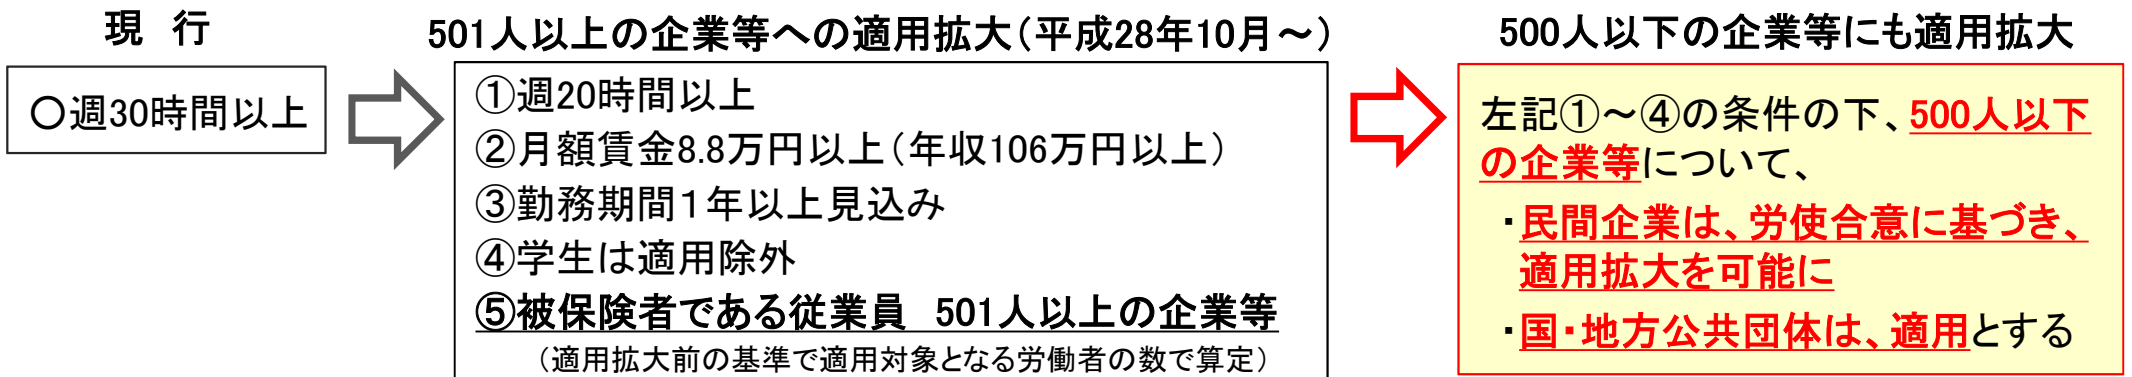 現　行
〇週30時間以上
501人以上の企業等への適用拡大(平成28年10月～)
①週20時間以上
②月額賃金8.8万円以上(年収106万円以上)
③勤務期間１年以上見込み
④学生は適用除外
⑤被保険者である従業員　501人以上の企業等
(適用拡大前の基準で適用対象となる労働者の数で算定)
500人以下の企業等にも適用拡大
左記①～④の条件の下、500人以下
の企業等について、
・民間企業は、労使合意に基づき、
適用拡大を可能に
・国・地方公共団体は、適用とする